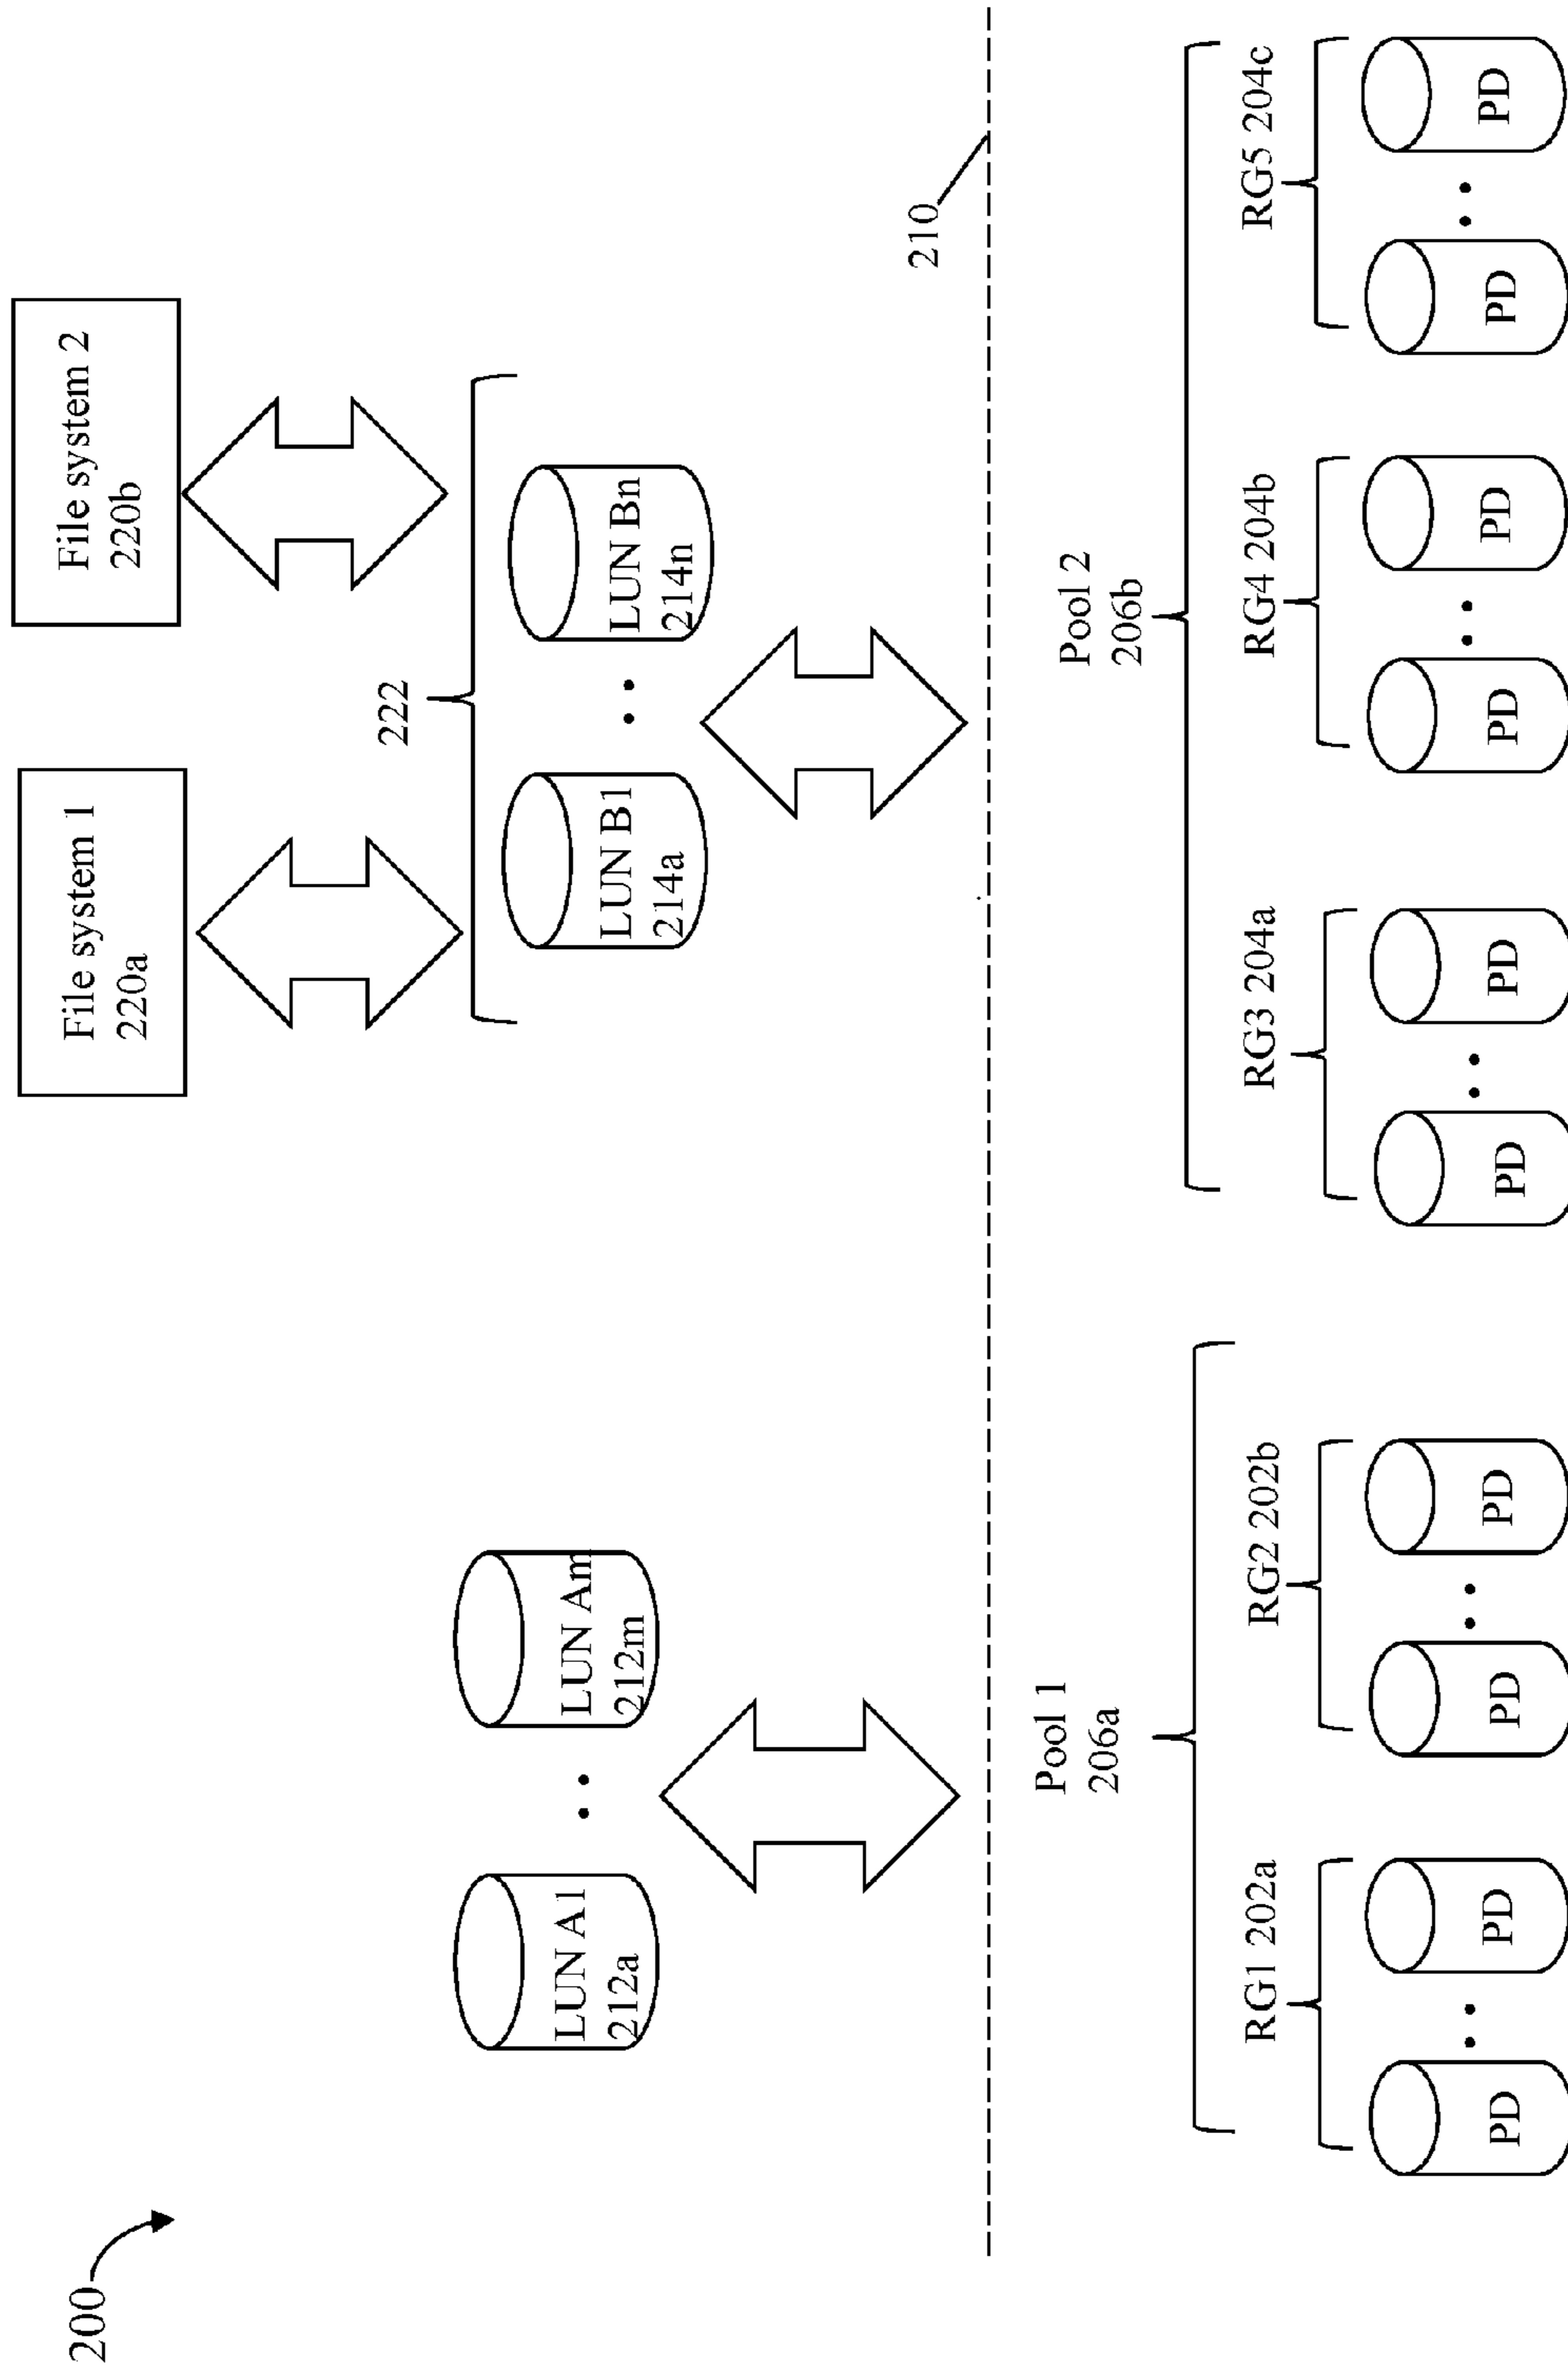 200
File system 1
220a
File system 2
220b
222
LUN A1
212a
LUN Am
212m
LUN B1
214a
LUN Bn
214n
210
Pool 1
206a
Pool 2
206b
RG1 202a
RG2 202b
RG3 204a
RG4 204b
RG5 204c
PD
PD
PD
PD
PD
PD
PD
PD
PD
PD